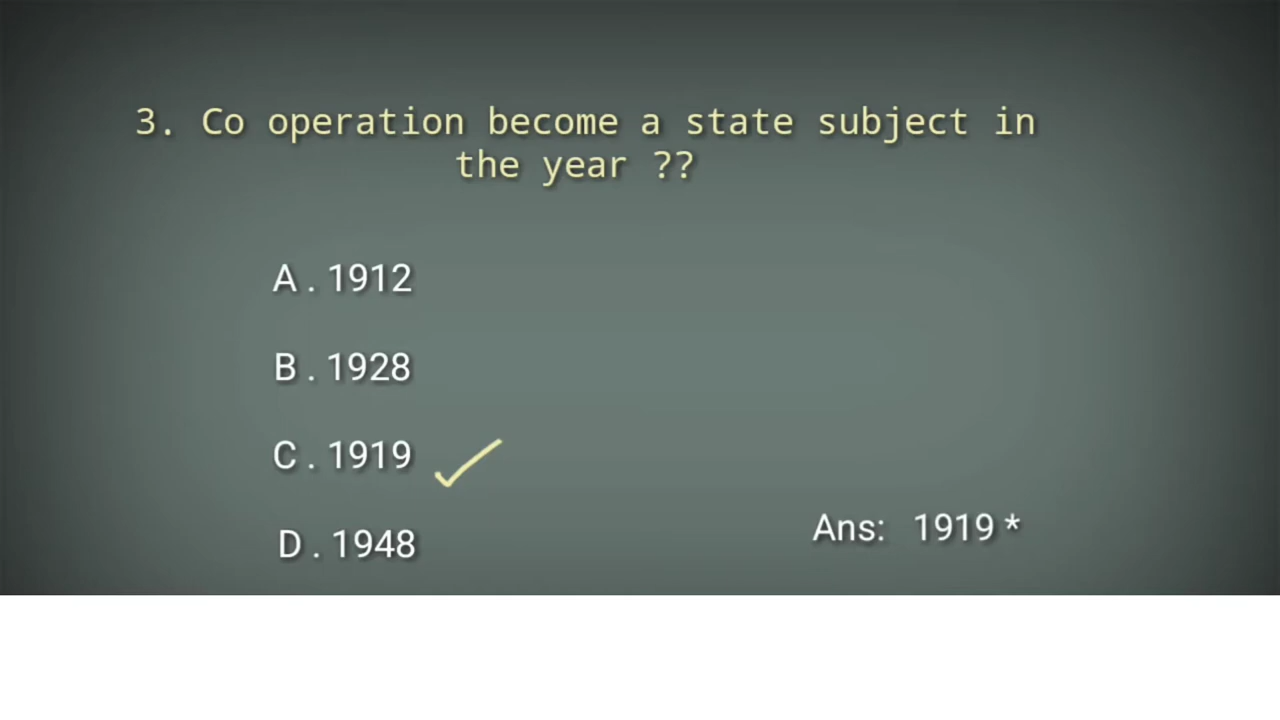 3. Co operation become a state subject in
the year ??
A . 1912
B . 1928
C . 1919
D . 1948
Ans: 1919 *